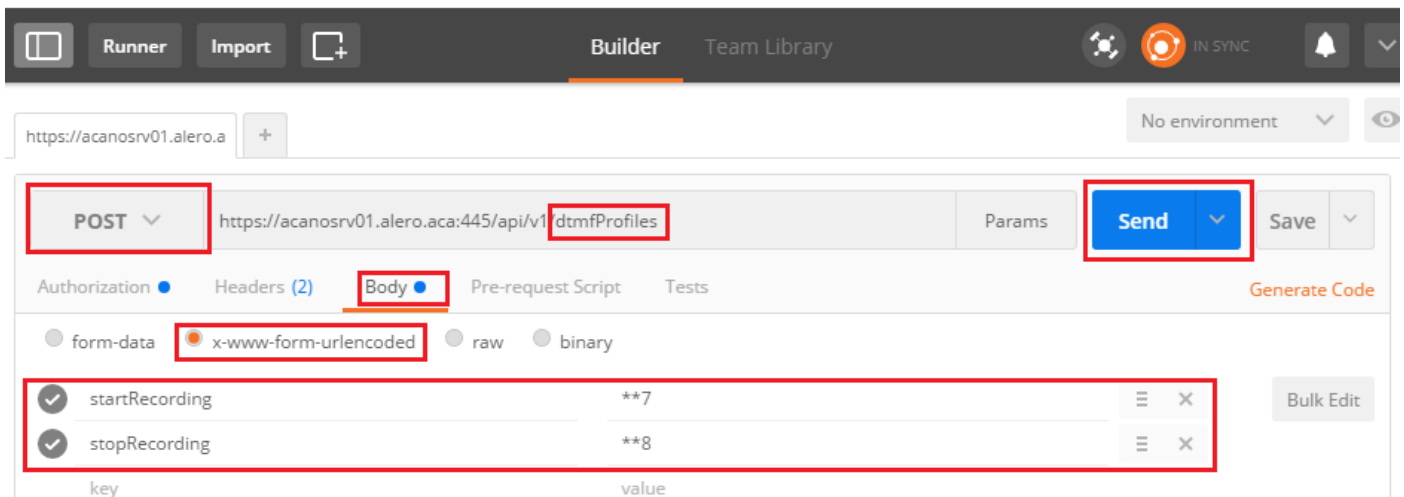 Runner Import Builder Team Library IN SYNC
No environment
https://acanosrv01.alero.a +
POST https://acanosrv01.alero.aca:445/api/v1/dtmfProfiles Params Send Save
Authorization Headers (2) Body Pre-request Script Tests Generate Code
form-data x-www-form-urlencoded raw binary
startRecording **7 Bulk Edit
stopRecording **8
key value